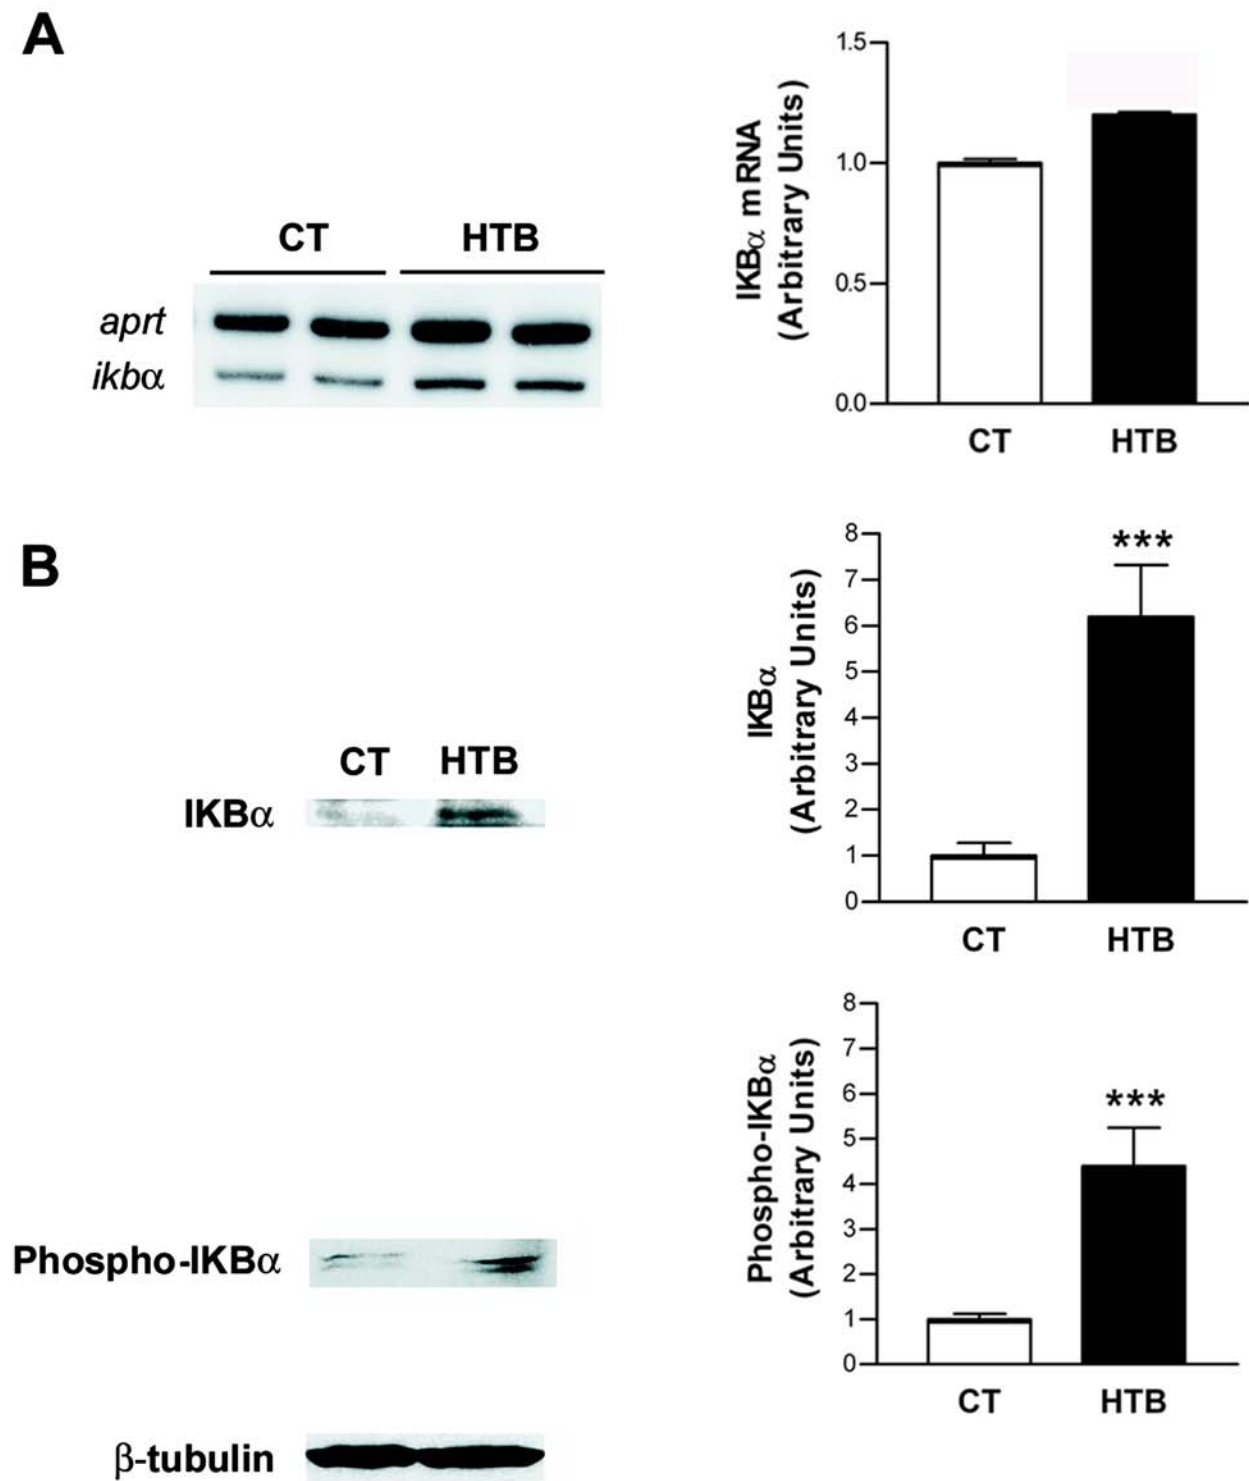 A
CT HTB
aprt
ikbα
IKBα mRNA
(Arbitrary Units)
1.5
1.0
0.5
0.0
CT HTB
B
CT HTB
IKBα
IKBα
(Arbitrary Units)
8
7
6
5
4
3
2
1
0
***
CT HTB
Phospho-IKBα
β-tubulin
Phospho-IKBα
(Arbitrary Units)
8
7
6
5
4
3
2
1
0
***
CT HTB